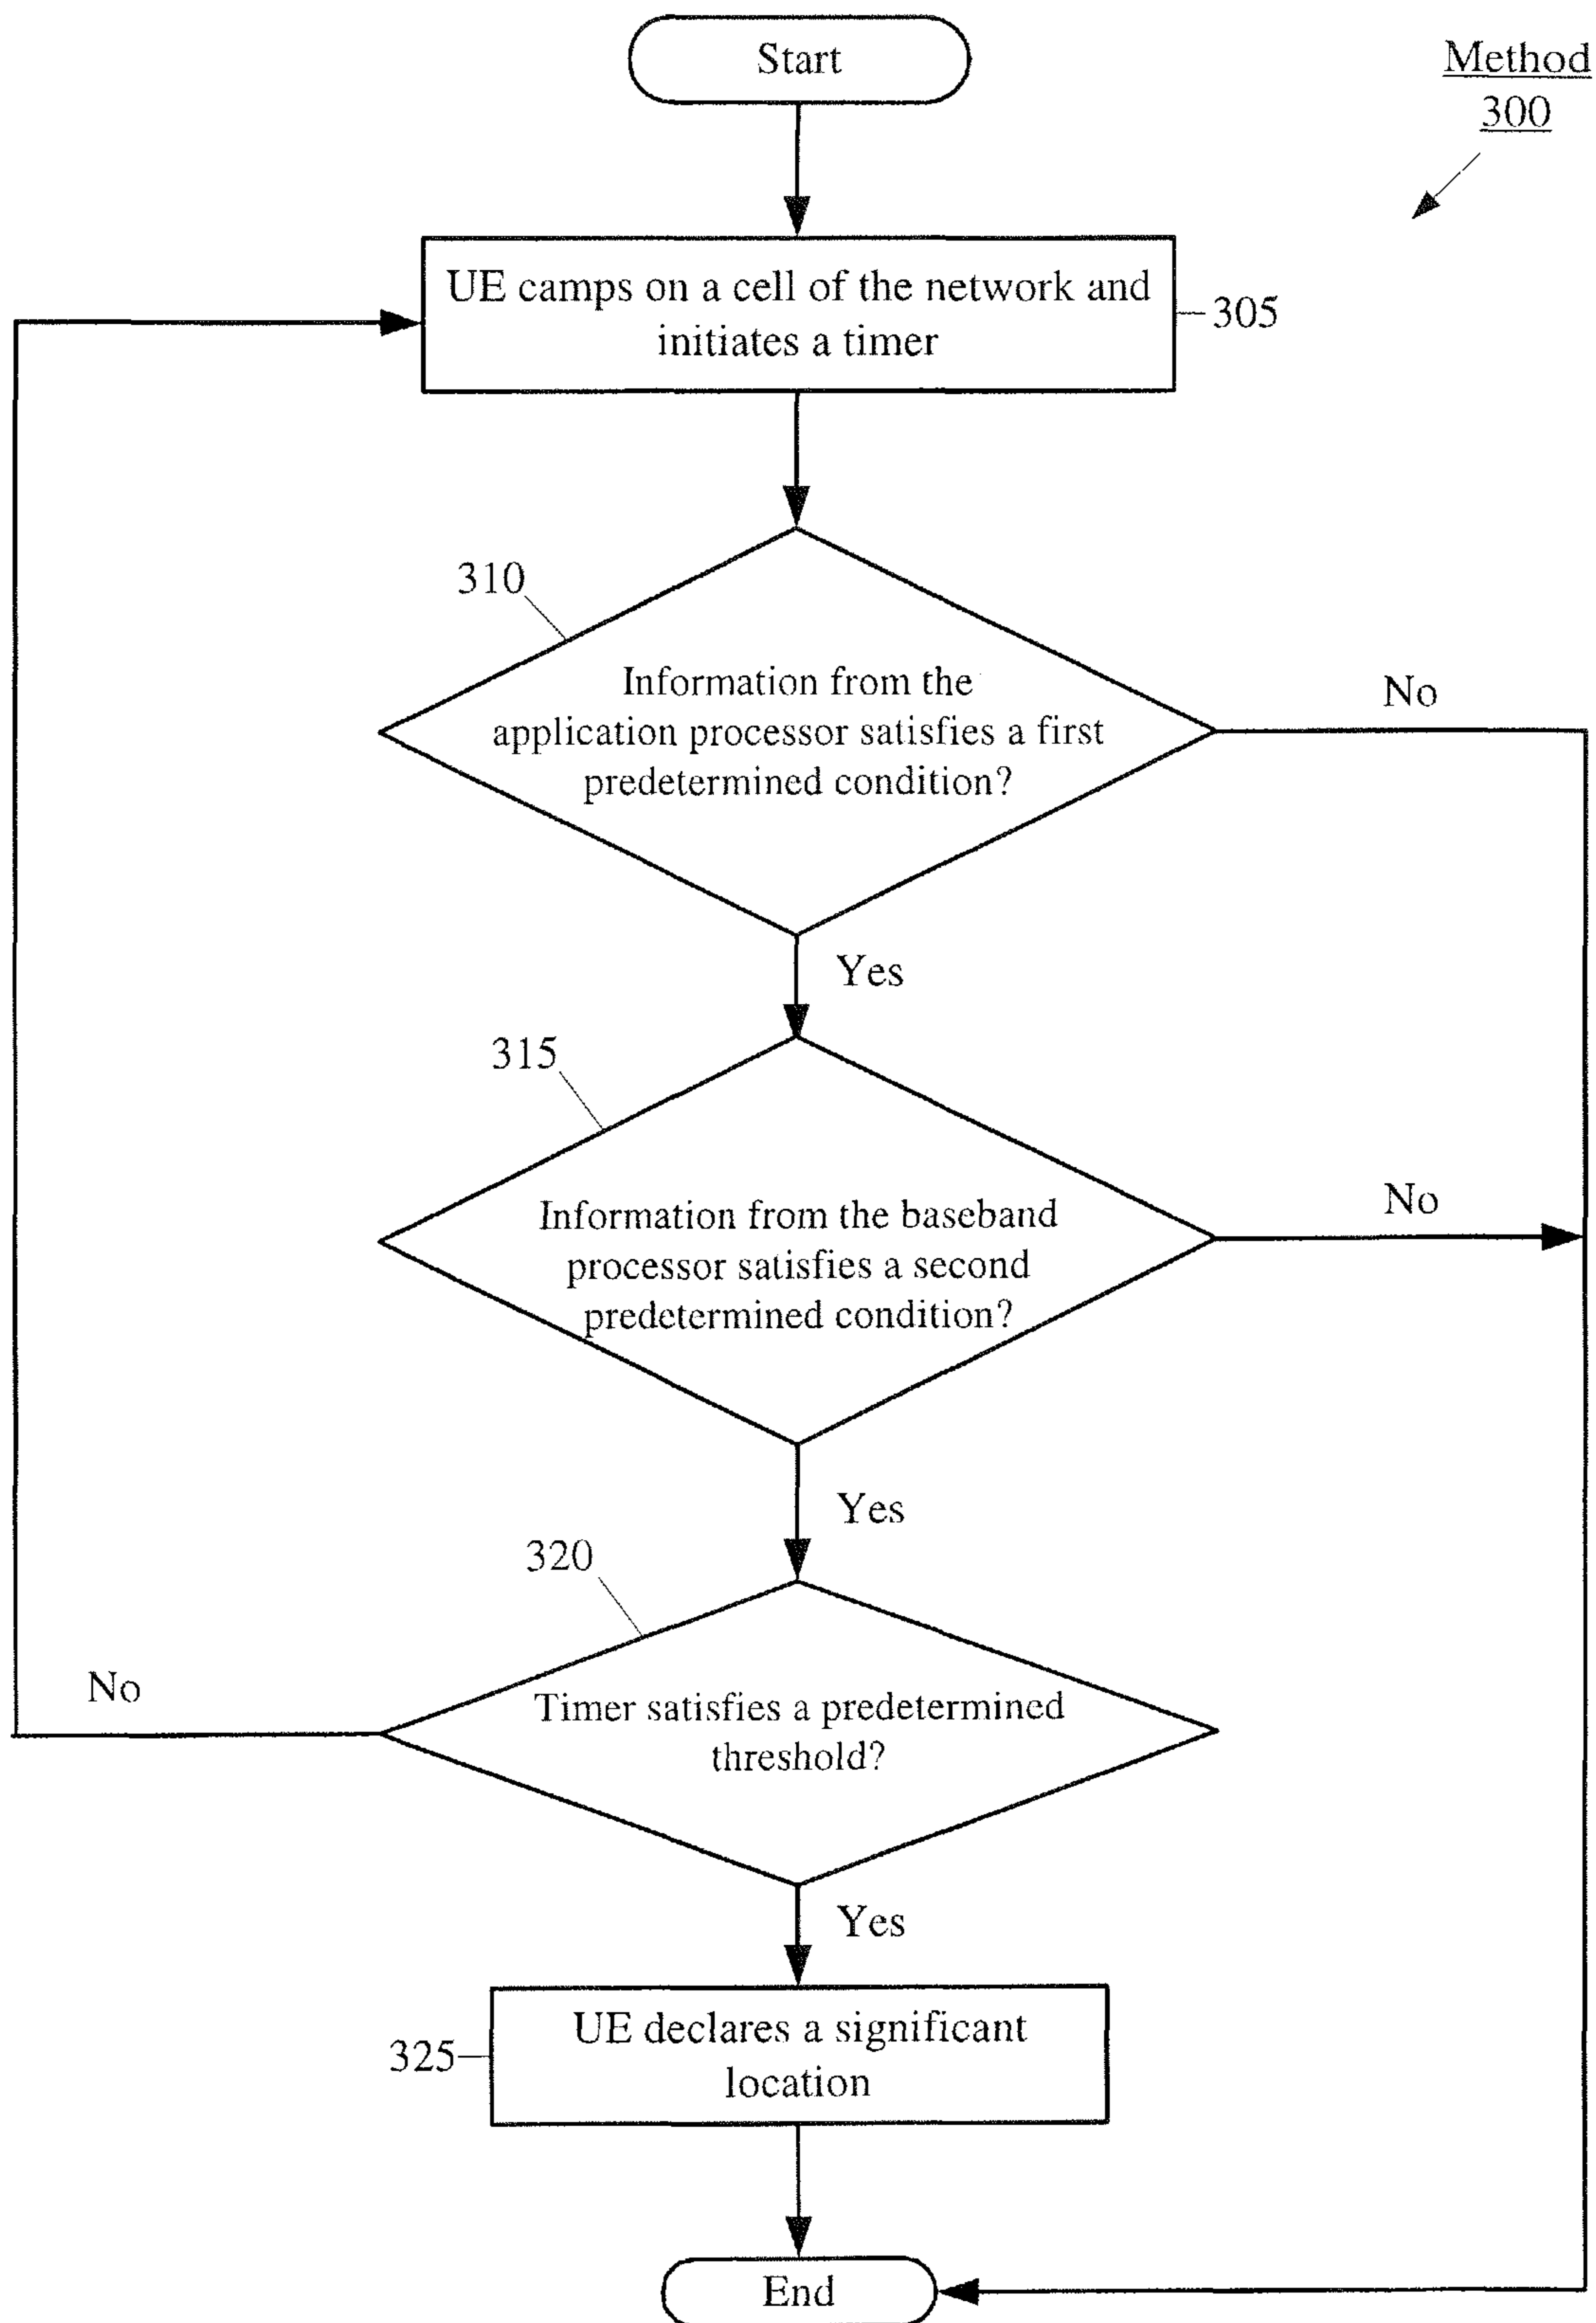 Start
Method
300
UE camps on a cell of the network and
initiates a timer
305
310
Information from the
application processor satisfies a first
predetermined condition?
No
Yes
315
Information from the baseband
processor satisfies a second
predetermined condition?
No
Yes
320
Timer satisfies a predetermined
threshold?
No
Yes
UE declares a significant
location
325
End